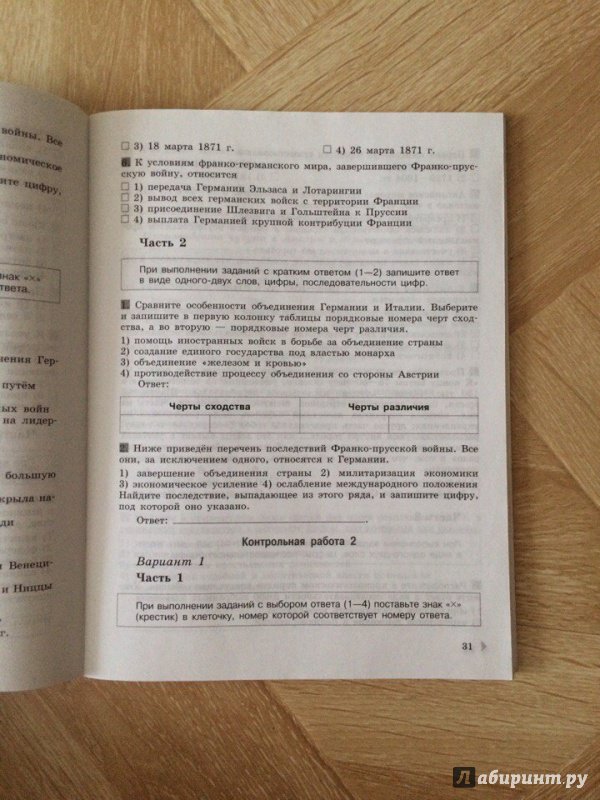 войны. Все
номическое
ите цифру,
знак «×»
ответа.
нения Гер-
путём
ных войн
на лидер-
большую
крыла на-
ди
и Венеци-
и Ниццы
г.
3) 18 марта 1871 г. 4) 26 марта 1871 г.
6. К условиям франко-германского мира, завершившего Франко-прус-
скую войну, относится
1) передача Германии Эльзаса и Лотарингии
2) вывод всех германских войск с территории Франции
3) присоединение Шлезвига и Гольштейна к Пруссии
4) выплата Германией крупной контрибуции Франции
Часть 2
При выполнении заданий с кратким ответом (1—2) запишите ответ
в виде одного-двух слов, цифры, последовательности цифр.
1. Сравните особенности объединения Германии и Италии. Выберите
и запишите в первую колонку таблицы порядковые номера черт сход-
ства, а во вторую — порядковые номера черт различия.
1) помощь иностранных войск в борьбе за объединение страны
2) создание единого государства под властью монарха
3) объединение «железом и кровью»
4) противодействие процессу объединения со стороны Австрии
Ответ:
Черты сходства Черты различия
2. Ниже приведён перечень последствий Франко-прусской войны. Все
они, за исключением одного, относятся к Германии.
1) завершение объединения страны 2) милитаризация экономики
3) экономическое усиление 4) ослабление международного положения
Найдите последствие, выпадающее из этого ряда, и запишите цифру,
под которой оно указано.
Ответ:
Контрольная работа 2
Вариант 1
Часть 1
При выполнении заданий с выбором ответа (1—4) поставьте знак «×»
(крестик) в клеточку, номер которой соответствует номеру ответа.
31
Лабиринт.ру